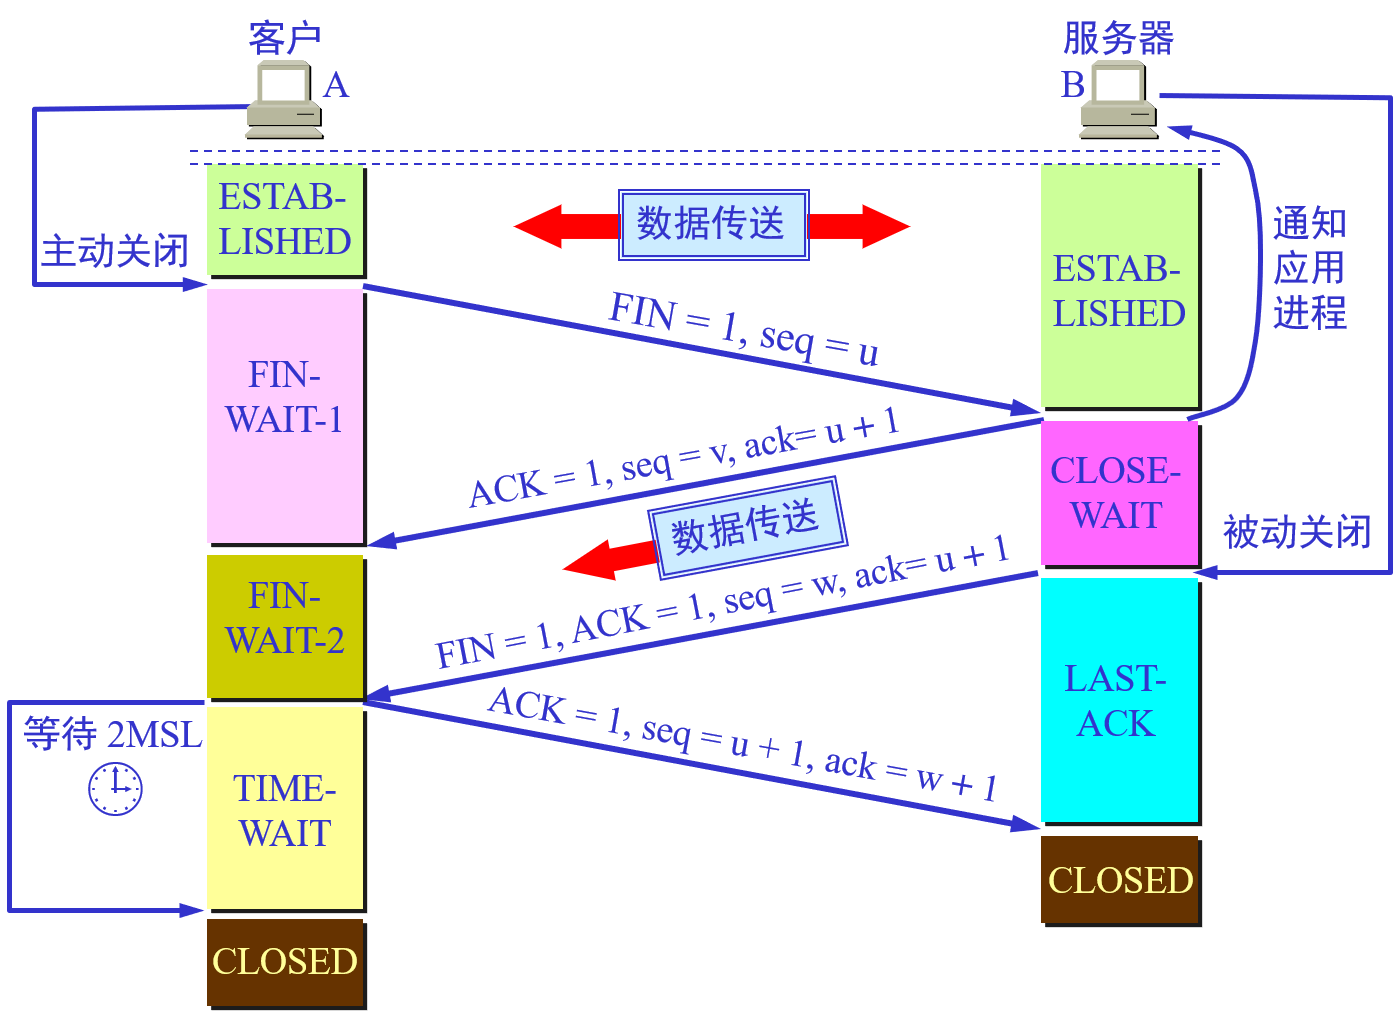 客户
服务器
A
B
ESTAB-
LISHED
数据传送
主动关闭
ESTAB-
LISHED
通知
应用
进程
FIN = 1, seq = u
FIN-
WAIT-1
ACK = 1, seq = v, ack= u + 1
CLOSE-
WAIT
数据传送
被动关闭
FIN-
WAIT-2
FIN = 1, ACK = 1, seq = w, ack= u + 1
LAST-
ACK
ACK = 1, seq = u + 1, ack = w + 1
等待 2MSL
TIME-
WAIT
CLOSED
CLOSED